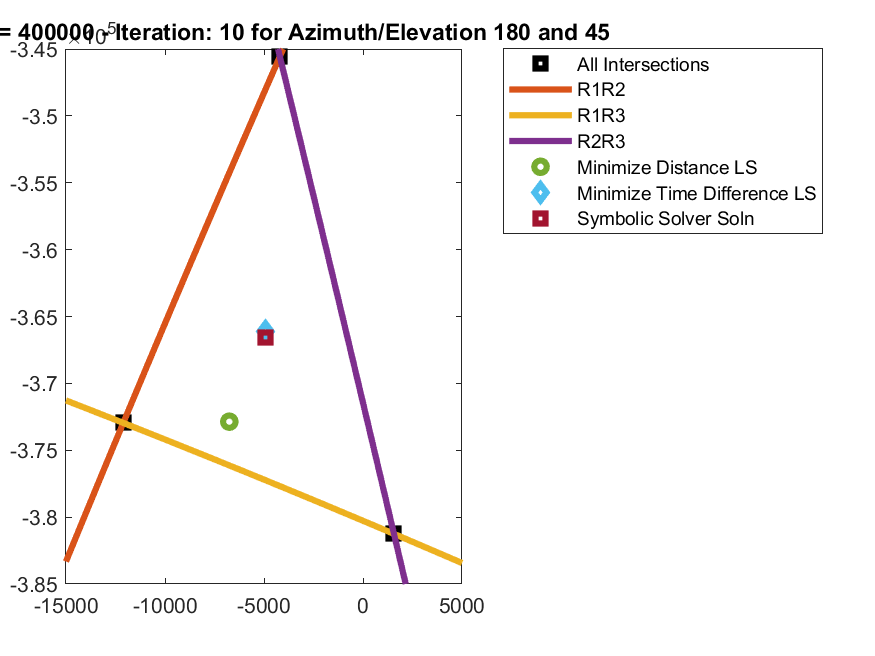 = 400000 - Iteration: 10 for Azimuth/Elevation 180 and 45
×10^5
-3.45
-3.5
-3.55
-3.6
-3.65
-3.7
-3.75
-3.8
-3.85
-15000 -10000 -5000 0 5000
All Intersections
R1R2
R1R3
R2R3
Minimize Distance LS
Minimize Time Difference LS
Symbolic Solver Soln